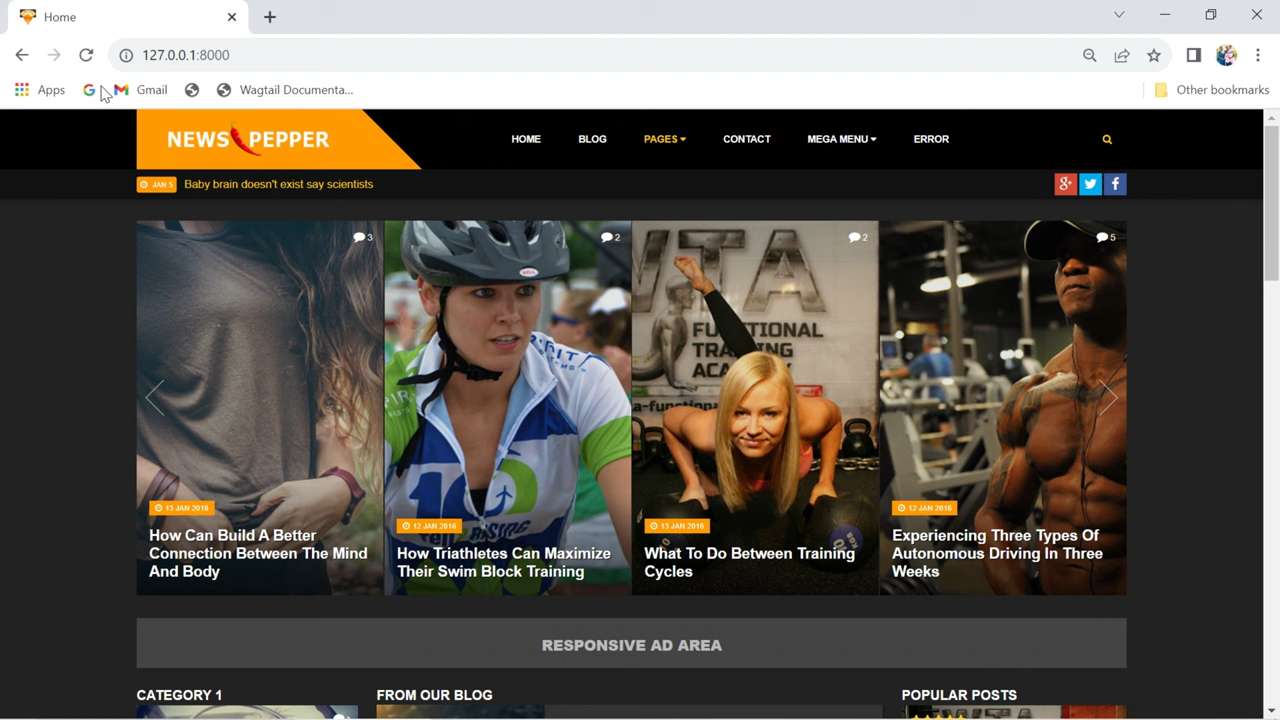 Home
127.0.0.1:8000
Apps
Gmail
Wagtail Documenta...
Other bookmarks
NEWS PEPPER
HOME
BLOG
PAGES
CONTACT
MEGA MENU
ERROR
JAN 5
Baby brain doesn't exist say scientists
3
2
2
5
13 JAN 2016
How Can Build A Better
Connection Between The Mind
And Body
12 JAN 2016
How Triathletes Can Maximize
Their Swim Block Training
BELL
FUNCTIONAL
TRAINING
13 JAN 2016
What To Do Between Training
Cycles
12 JAN 2016
Experiencing Three Types Of
Autonomous Driving In Three
Weeks
RESPONSIVE AD AREA
CATEGORY 1
FROM OUR BLOG
POPULAR POSTS